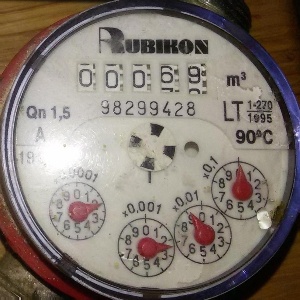 RUBIKON
00069 m³
Qn 1,5 98299428 LT 1-270
1995
A 90°C
x0,0001 x0,1
x0,001 x0,01